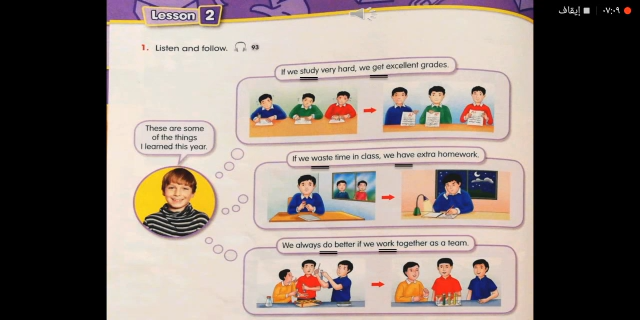 Lesson 2
إيقاف ٠٧:٠٩
1. Listen and follow. 93
If we study very hard, we get excellent grades.
These are some
of the things
I learned this year.
If we waste time in class, we have extra homework.
We always do better if we work together as a team.